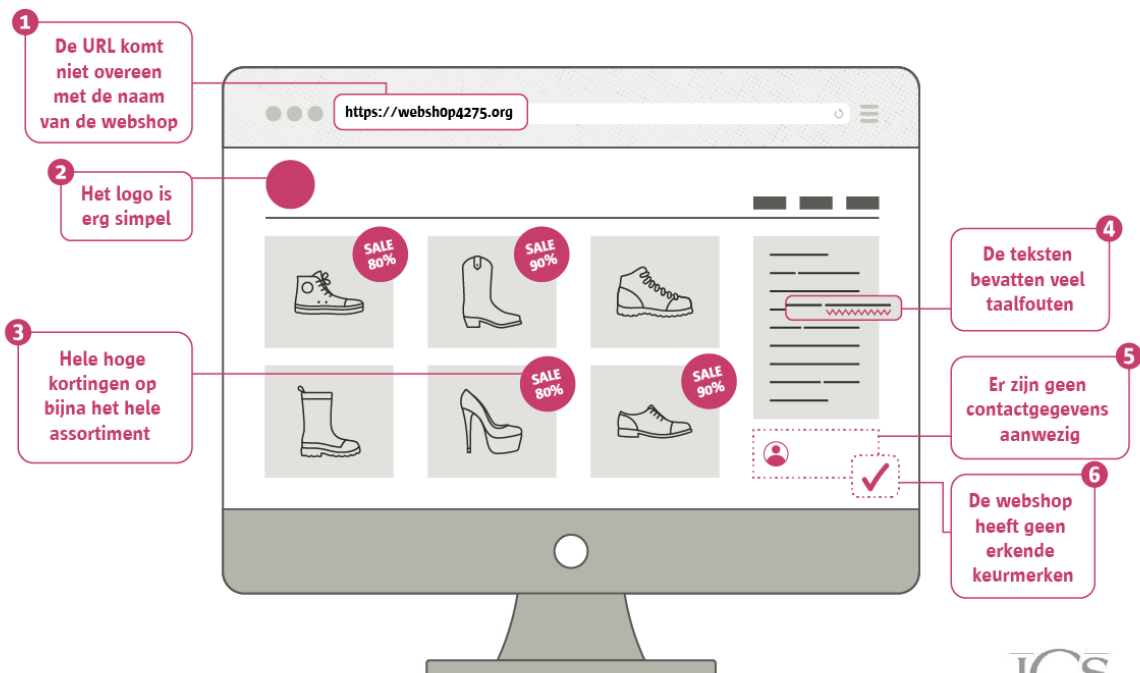 1
De URL komt
niet overeen
met de naam
van de webshop
https://websh0p4275.org
2
Het logo is
erg simpel
SALE
80%
SALE
90%
4
De teksten
bevatten veel
taalfouten
3
Hele hoge
kortingen op
bijna het hele
assortiment
SALE
80%
SALE
90%
5
Er zijn geen
contactgegevens
aanwezig
6
De webshop
heeft geen
erkende
keurmerken
ICS